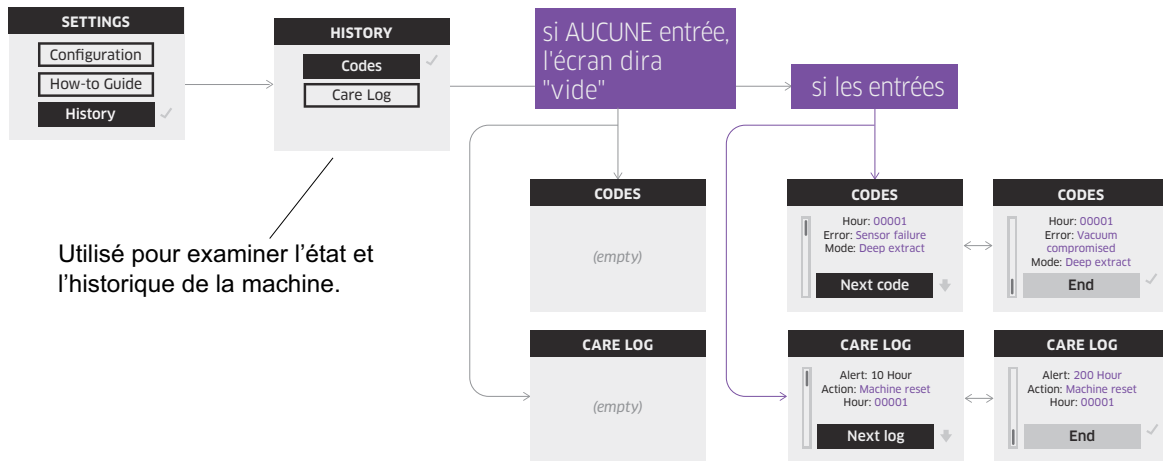 SETTINGS
Configuration
How-to Guide
History
HISTORY
Codes
Care Log
si AUCUNE entrée,
l'écran dira
"vide"
si les entrées
Utilisé pour examiner l’état et
l’historique de la machine.
CODES
(empty)
CODES
Hour: 00001
Error: Sensor failure
Mode: Deep extract
Next code
CODES
Hour: 00001
Error: Vacuum
compromised
Mode: Deep extract
End
CARE LOG
(empty)
CARE LOG
Alert: 10 Hour
Action: Machine reset
Hour: 00001
Next log
CARE LOG
Alert: 200 Hour
Action: Machine reset
Hour: 00001
End